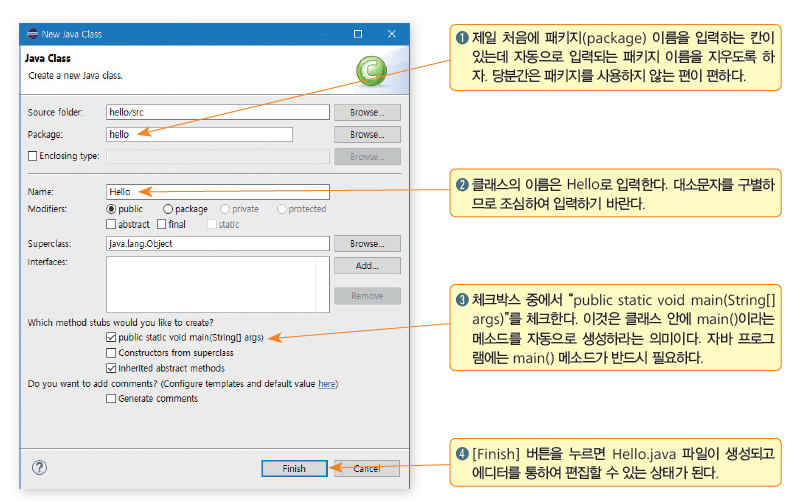 New Java Class
Java Class
Create a new Java class.
Source folder: hello/src Browse...
Package: hello Browse...
Enclosing type: Browse...
Name: Hello
Modifiers: public package private protected
abstract final static
Superclass: java.lang.Object Browse...
Interfaces: Add...
Remove
Which method stubs would you like to create?
public static void main(String[] args)
Constructors from superclass
Inherited abstract methods
Do you want to add comments? (Configure templates and default value here)
Generate comments
? Finish Cancel
❶ 제일 처음에 패키지(package) 이름을 입력하는 칸이
있는데 자동으로 입력되는 패키지 이름을 지우도록 하
자. 당분간은 패키지를 사용하지 않는 편이 편하다.
❷ 클래스의 이름은 Hello로 입력한다. 대소문자를 구별하
므로 조심하여 입력하기 바란다.
❸ 체크박스 중에서 “public static void main(String[]
args)”를 체크한다. 이것은 클래스 안에 main()이라는
메소드를 자동으로 생성하라는 의미이다. 자바 프로그
램에는 main() 메소드가 반드시 필요하다.
❹ [Finish] 버튼을 누르면 Hello.java 파일이 생성되고
에디터를 통하여 편집할 수 있는 상태가 된다.